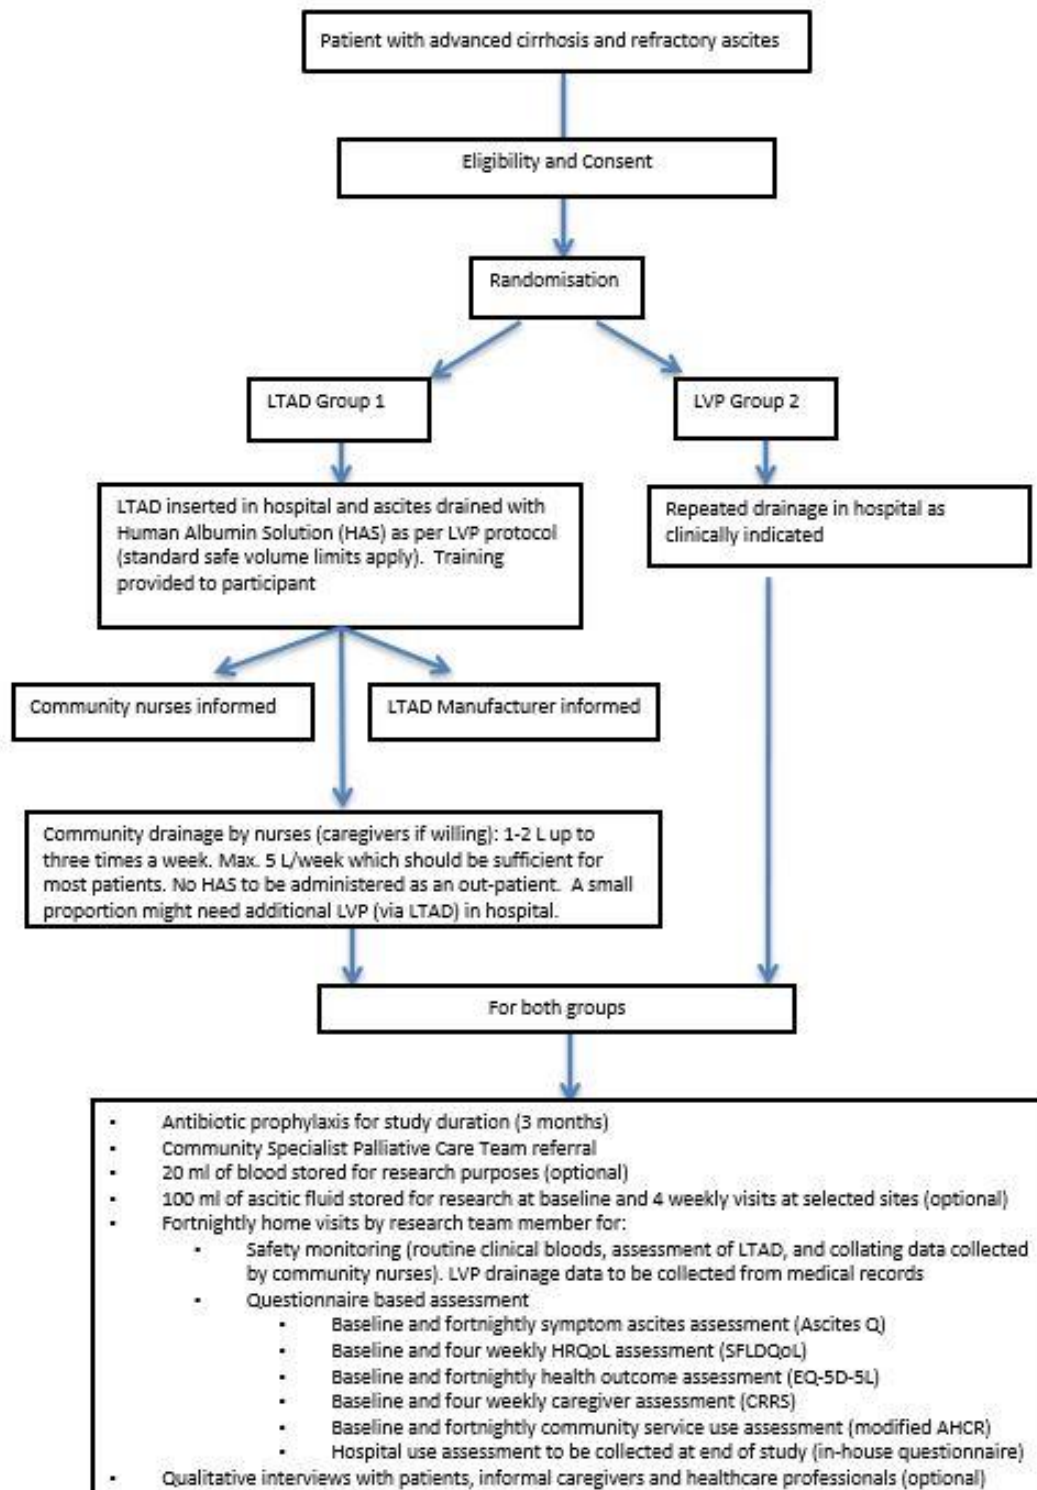 Patient with advanced cirrhosis and refractory ascites
Eligibility and Consent
Randomisation
LTAD Group 1
LVP Group 2
LTAD inserted in hospital and ascites drained with
Human Albumin Solution (HAS) as per LVP protocol
(standard safe volume limits apply).  Training
provided to participant
Repeated drainage in hospital as
clinically indicated
Community nurses informed
LTAD Manufacturer informed
Community drainage by nurses (caregivers if willing): 1-2 L up to
three times a week. Max. 5 L/week which should be sufficient for
most patients. No HAS to be administered as an out-patient.  A small
proportion might need additional LVP (via LTAD) in hospital.
For both groups
▪ Antibiotic prophylaxis for study duration (3 months)
▪ Community Specialist Palliative Care Team referral
▪ 20 ml of blood stored for research purposes (optional)
▪ 100 ml of ascitic fluid stored for research at baseline and 4 weekly visits at selected sites (optional)
▪ Fortnightly home visits by research team member for:
▪ Safety monitoring (routine clinical bloods, assessment of LTAD, and collating data collected
by community nurses). LVP drainage data to be collected from medical records
▪ Questionnaire based assessment
▪ Baseline and fortnightly symptom ascites assessment (Ascites Q)
▪ Baseline and four weekly HRQoL assessment (SFLDQoL)
▪ Baseline and fortnightly health outcome assessment (EQ-5D-5L)
▪ Baseline and four weekly caregiver assessment (CRRS)
▪ Baseline and fortnightly community service use assessment (modified AHCR)
▪ Hospital use assessment to be collected at end of study (in-house questionnaire)
▪ Qualitative interviews with patients, informal caregivers and healthcare professionals (optional)